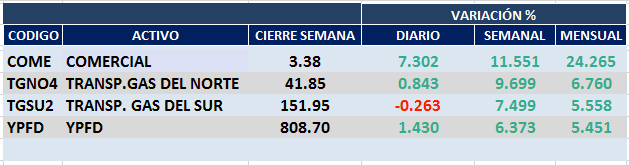 VARIACIÓN %
CODIGO ACTIVO CIERRE SEMANA DIARIO SEMANAL MENSUAL
COME COMERCIAL 3.38 7.302 11.551 24.265
TGNO4 TRANSP.GAS DEL NORTE 41.85 0.843 9.699 6.760
TGSU2 TRANSP. GAS DEL SUR 151.95 -0.263 7.499 5.558
YPFD YPFD 808.70 1.430 6.373 5.451